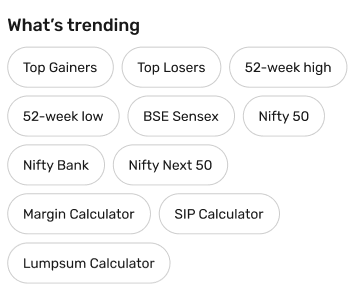 What's trending
Top Gainers Top Losers 52-week high
52-week low BSE Sensex Nifty 50
Nifty Bank Nifty Next 50
Margin Calculator SIP Calculator
Lumpsum Calculator